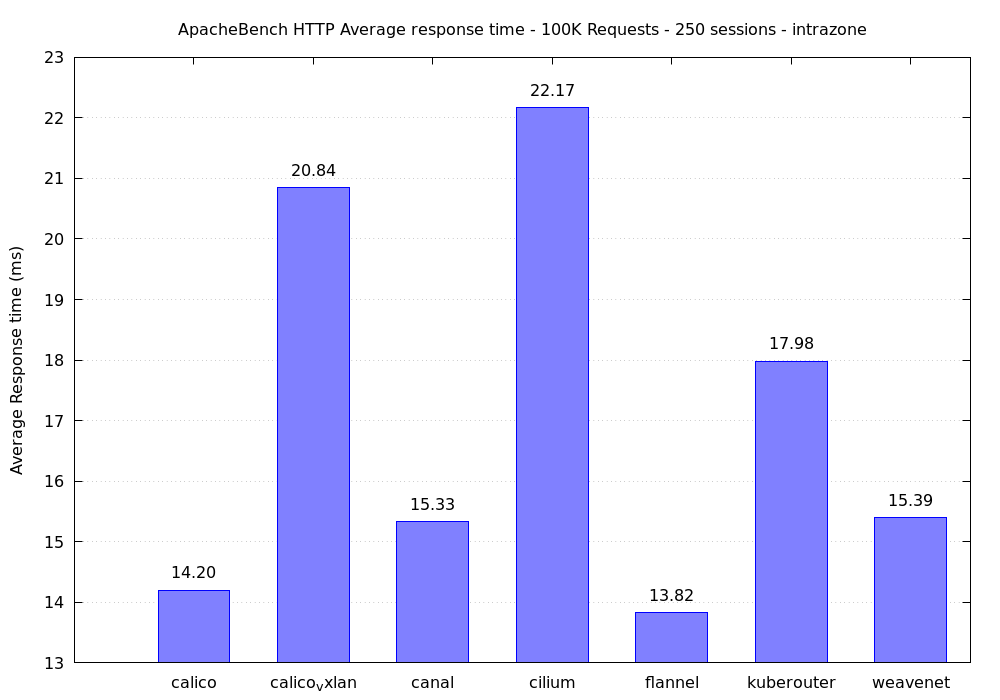 ApacheBench HTTP Average response time - 100K Requests - 250 sessions - intrazone
Average Response time (ms)
23
22
21
20
19
18
17
16
15
14
13
14.20
20.84
15.33
22.17
13.82
17.98
15.39
calico
calicoᵥxlan
canal
cilium
flannel
kuberouter
weavenet